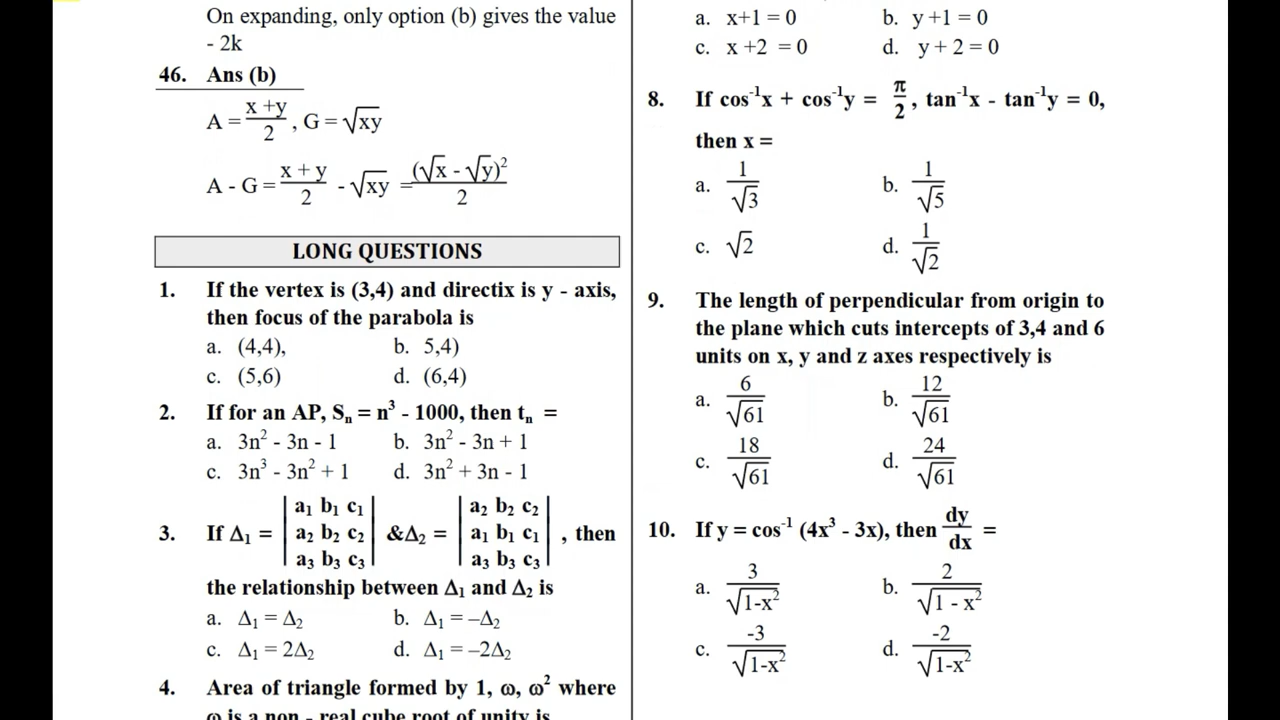 On expanding, only option (b) gives the value
- 2k
46. Ans (b)
A = x +y/2 , G = √xy
A - G = x + y/2 - √xy = (√x - √y)²/2
LONG QUESTIONS
1. If the vertex is (3,4) and directix is y - axis,
then focus of the parabola is
a. (4,4), b. 5,4)
c. (5,6) d. (6,4)
2. If for an AP, Sₙ = n³ - 1000, then tₙ =
a. 3n² - 3n - 1 b. 3n² - 3n + 1
c. 3n³ - 3n² + 1 d. 3n² + 3n - 1
3. If Δ₁ = | a₁ b₁ c₁ | a₂ b₂ c₂ | a₃ b₃ c₃ | &Δ₂ = | a₂ b₂ c₂ | a₁ b₁ c₁ | a₃ b₃ c₃ | , then
the relationship between Δ₁ and Δ₂ is
a. Δ₁ = Δ₂ b. Δ₁ = –Δ₂
c. Δ₁ = 2Δ₂ d. Δ₁ = –2Δ₂
4. Area of triangle formed by 1, ω, ω² where
ω is a non - real cube root of unity is
a. x+1 = 0 b. y +1 = 0
c. x +2 = 0 d. y + 2 = 0
8. If cos⁻¹x + cos⁻¹y = π/2 , tan⁻¹x - tan⁻¹y = 0,
then x =
a. 1/√3 b. 1/√5
c. √2 d. 1/√2
9. The length of perpendicular from origin to
the plane which cuts intercepts of 3,4 and 6
units on x, y and z axes respectively is
a. 6/√61 b. 12/√61
c. 18/√61 d. 24/√61
10. If y = cos⁻¹ (4x³ - 3x), then dy/dx =
a. 3/√1-x² b. 2/√1 - x²
c. -3/√1-x² d. -2/√1-x²